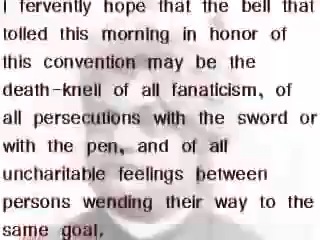 I fervently hope that the bell that
tolled this morning in honor of
this convention may be the
death-knell of all fanaticism, of
all persecutions with the sword or
with the pen, and of all
uncharitable feelings between
persons wending their way to the
same goal.